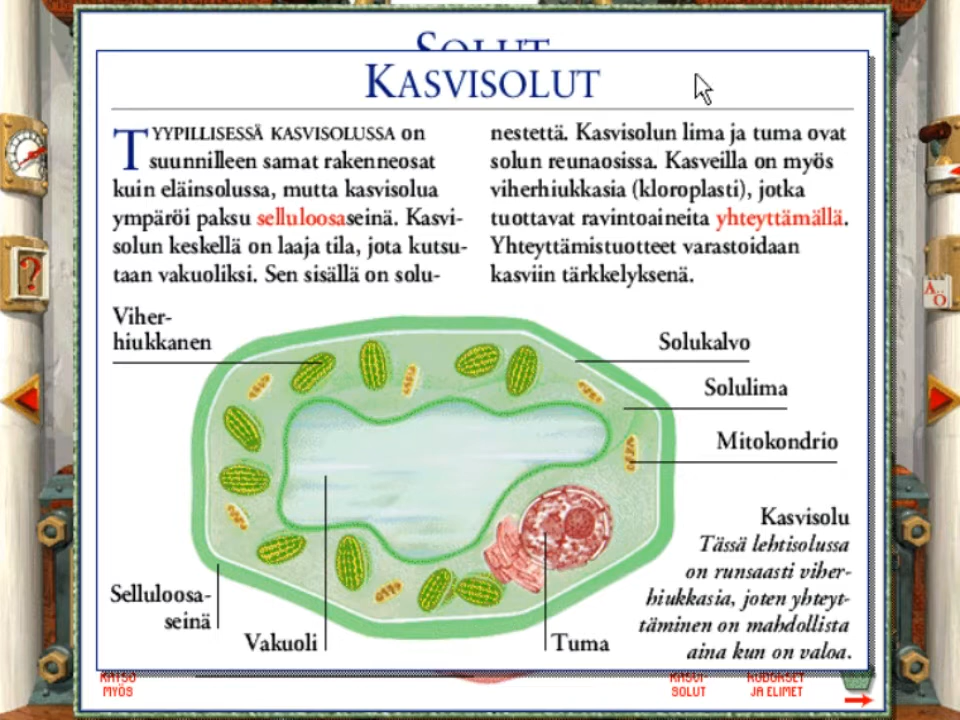 SOLUT
KASVISOLUT
TYYPILLISESSÄ KASVISOLUSSA on
suunnilleen samat rakenneosat
kuin eläinsolussa, mutta kasvisolua
ympäröi paksu selluloosaseinä. Kasvi-
solun keskellä on laaja tila, jota kutsu-
taan vakuoliksi. Sen sisällä on solu-
nestettä. Kasvisolun lima ja tuma ovat
solun reunaosissa. Kasveilla on myös
viherhiukkasia (kloroplasti), jotka
tuottavat ravintoaineita yhteyttämällä.
Yhteyttämistuotteet varastoidaan
kasviin tärkkelyksenä.
Viher-
hiukkanen
Solukalvo
Solulima
Mitokondrio
Kasvisolu
Tässä lehtisolussa
on runsaasti viher-
hiukkasia, joten yhteyt-
täminen on mahdollista
aina kun on valoa.
Selluloosa-
seinä
Vakuoli
Tuma
KATSO
MYÖS
KASVI-
SOLUT
KUDOKSET
JA ELIMET
?
A..Ö